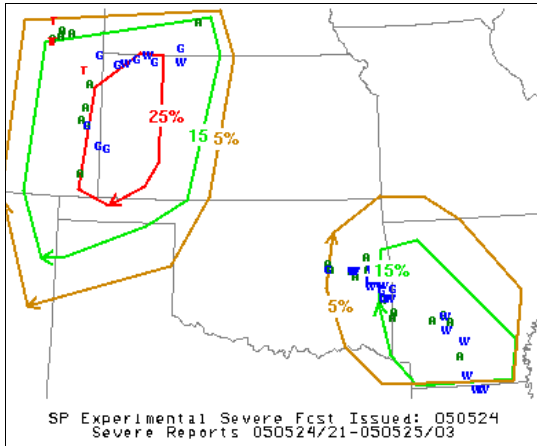 T
A A A A A
G G
W G W G W
T
A
A
A G
25%
15 5%
G G
A
A
A W A
A
15%
W W G
G
W W
5%
A
A
W
A A
W
W
A
W
W W
SP Experimental Severe Fcst Issued: 050524
Severe Reports 050524/21-050525/03